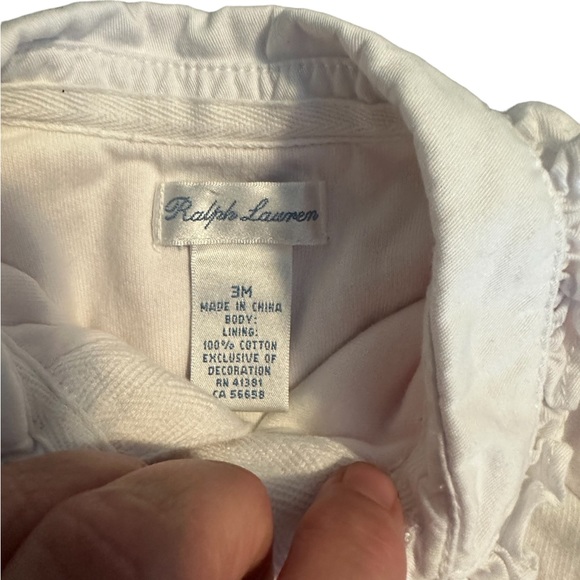 Ralph Lauren
3M
MADE IN CHINA
BODY:
LINING:
100% COTTON
EXCLUSIVE OF
DECORATION
RN 41381
CA 56658